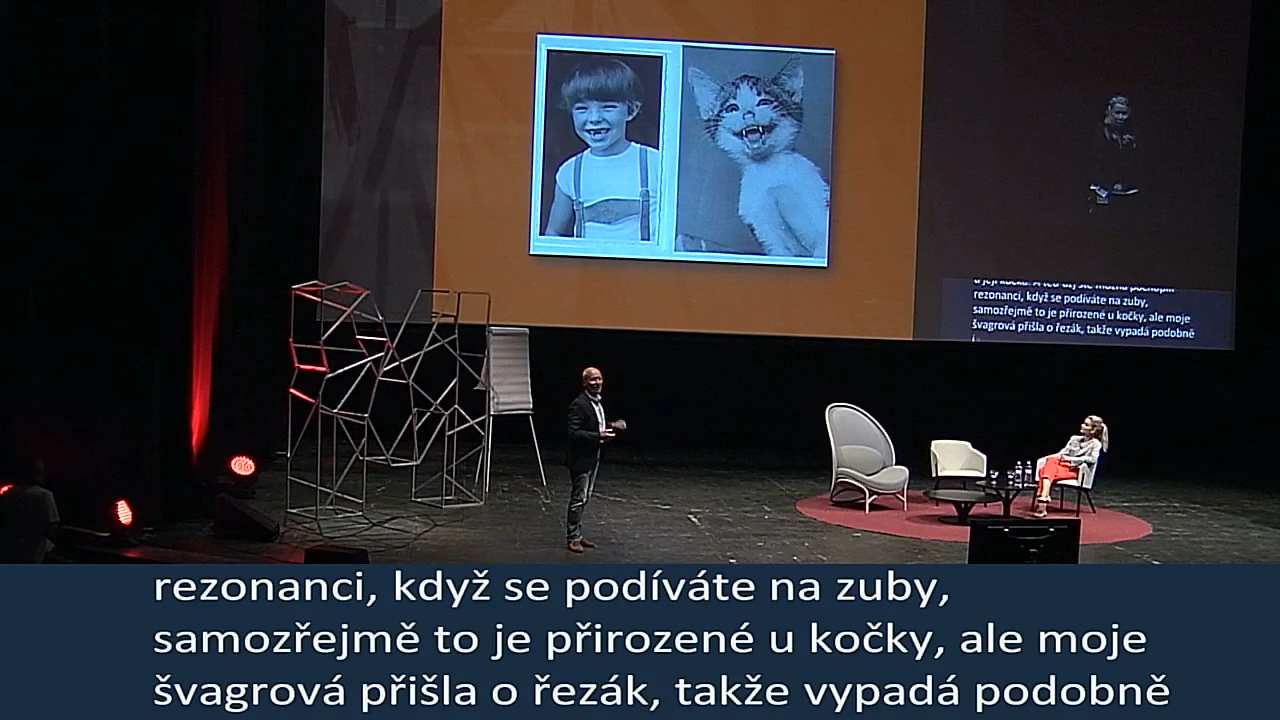 rezonanci, když se podíváte na zuby,
samozřejmě to je přirozené u kočky, ale moje
švagrová přišla o řezák, takže vypadá podobně
rezonanci, když se podíváte na zuby,
samozřejmě to je přirozené u kočky, ale moje
švagrová přišla o řezák, takže vypadá podobně